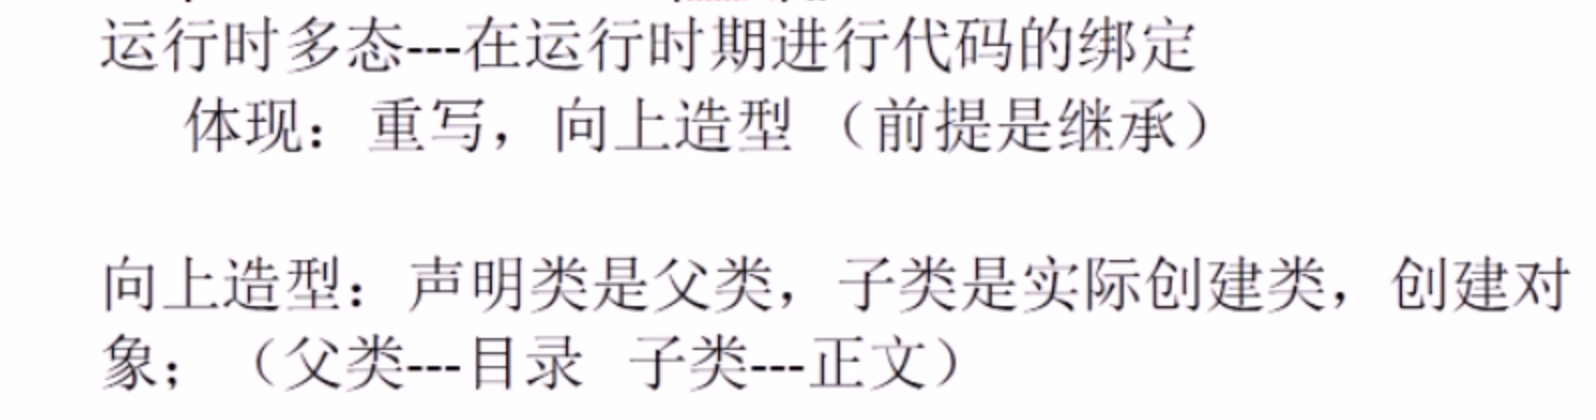 运行时多态---在运行时期进行代码的绑定
体现：重写，向上造型 （前提是继承）
向上造型：声明类是父类，子类是实际创建类，创建对
象；（父类---目录 子类---正文）